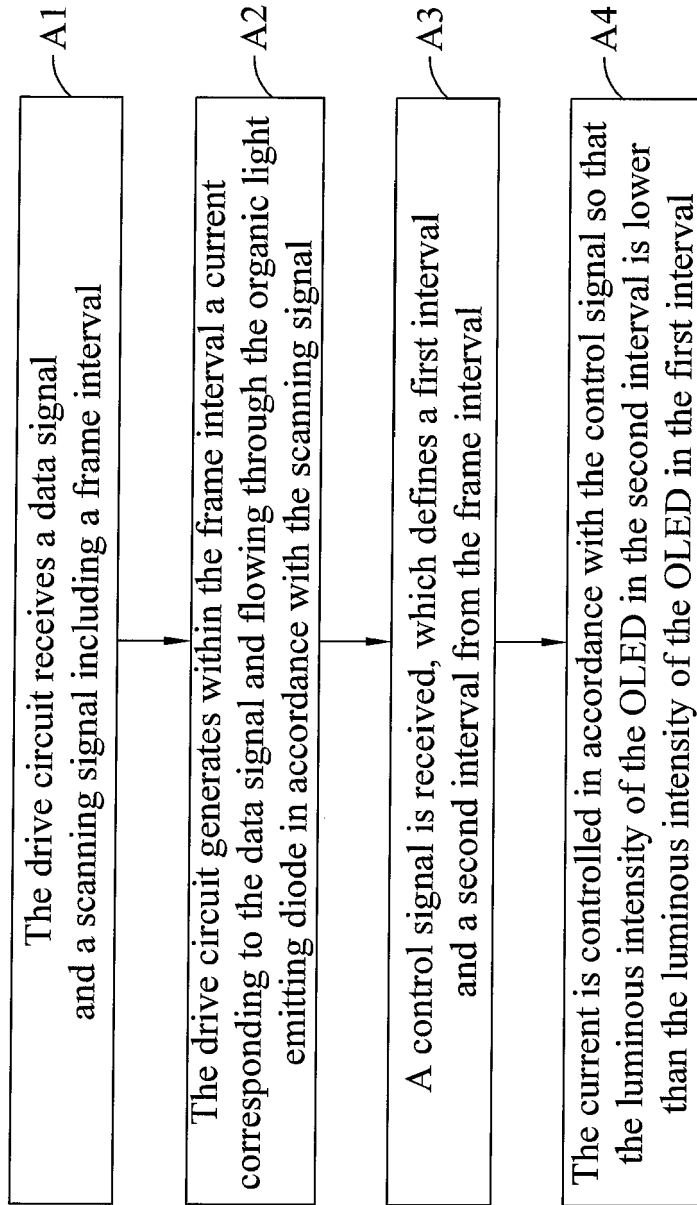 The drive circuit receives a data signal
and a scanning signal including a frame interval
A1
The drive circuit generates within the frame interval a current
corresponding to the data signal and flowing through the organic light
emitting diode in accordance with the scanning signal
A2
A control signal is received, which defines a first interval
and a second interval from the frame interval
A3
The current is controlled in accordance with the control signal so that
the luminous intensity of the OLED in the second interval is lower
than the luminous intensity of the OLED in the first interval
A4